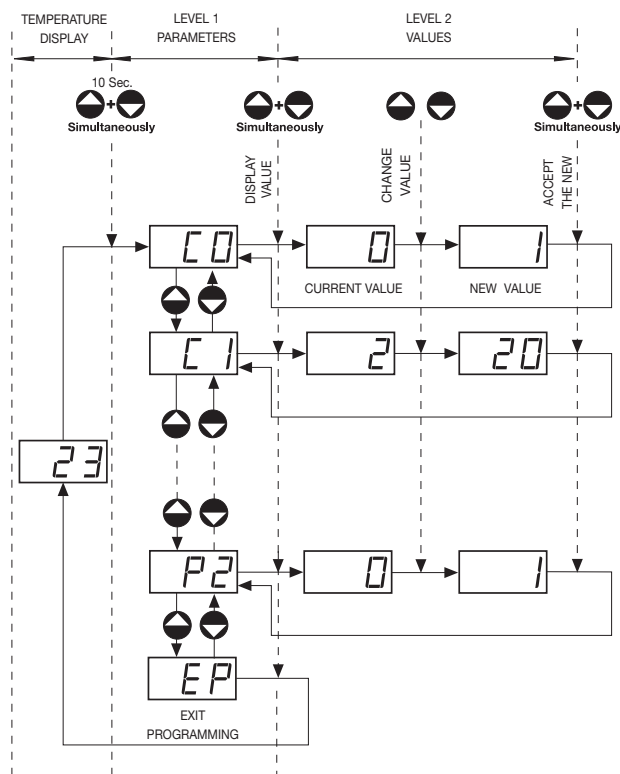 TEMPERATURE
DISPLAY
LEVEL 1
PARAMETERS
LEVEL 2
VALUES
10 Sec.
+
Simultaneously
+
Simultaneously
+
Simultaneously
DISPLAY
VALUE
CHANGE
VALUE
ACCEPT
THE NEW
C0
0
1
CURRENT VALUE
NEW VALUE
C1
2
20
23
P2
0
1
EP
EXIT
PROGRAMMING